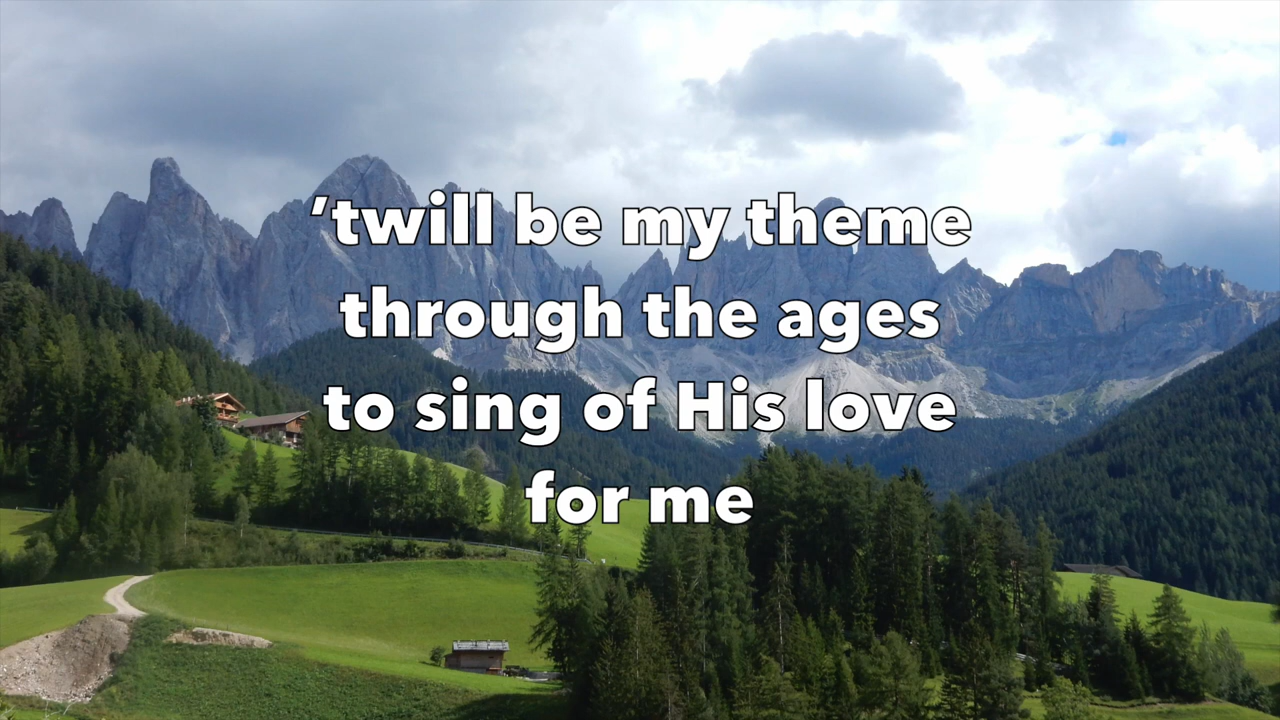 ’twill be my theme
through the ages
to sing of His love
for me